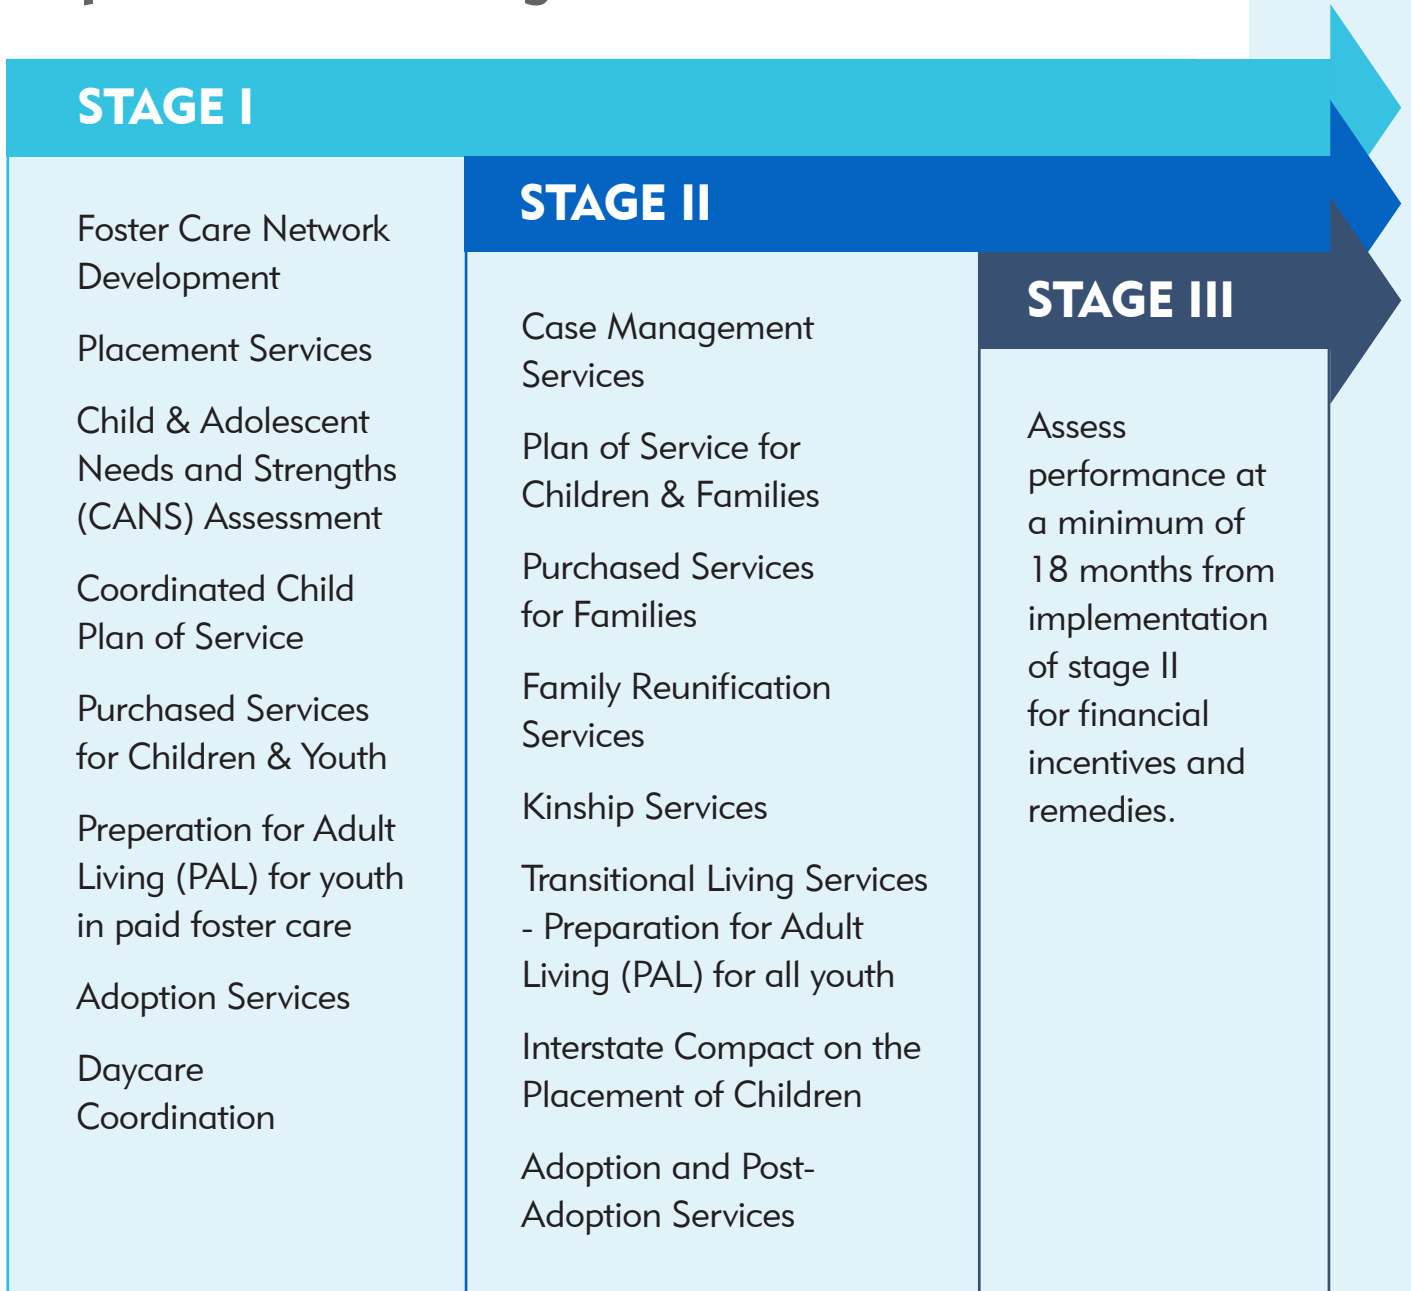 STAGE I
Foster Care Network
Development
Placement Services
Child & Adolescent
Needs and Strengths
(CANS) Assessment
Coordinated Child
Plan of Service
Purchased Services
for Children & Youth
Preperation for Adult
Living (PAL) for youth
in paid foster care
Adoption Services
Daycare
Coordination
STAGE II
Case Management
Services
Plan of Service for
Children & Families
Purchased Services
for Families
Family Reunification
Services
Kinship Services
Transitional Living Services
- Preparation for Adult
Living (PAL) for all youth
Interstate Compact on the
Placement of Children
Adoption and Post-
Adoption Services
STAGE III
Assess
performance at
a minimum of
18 months from
implementation
of stage II
for financial
incentives and
remedies.